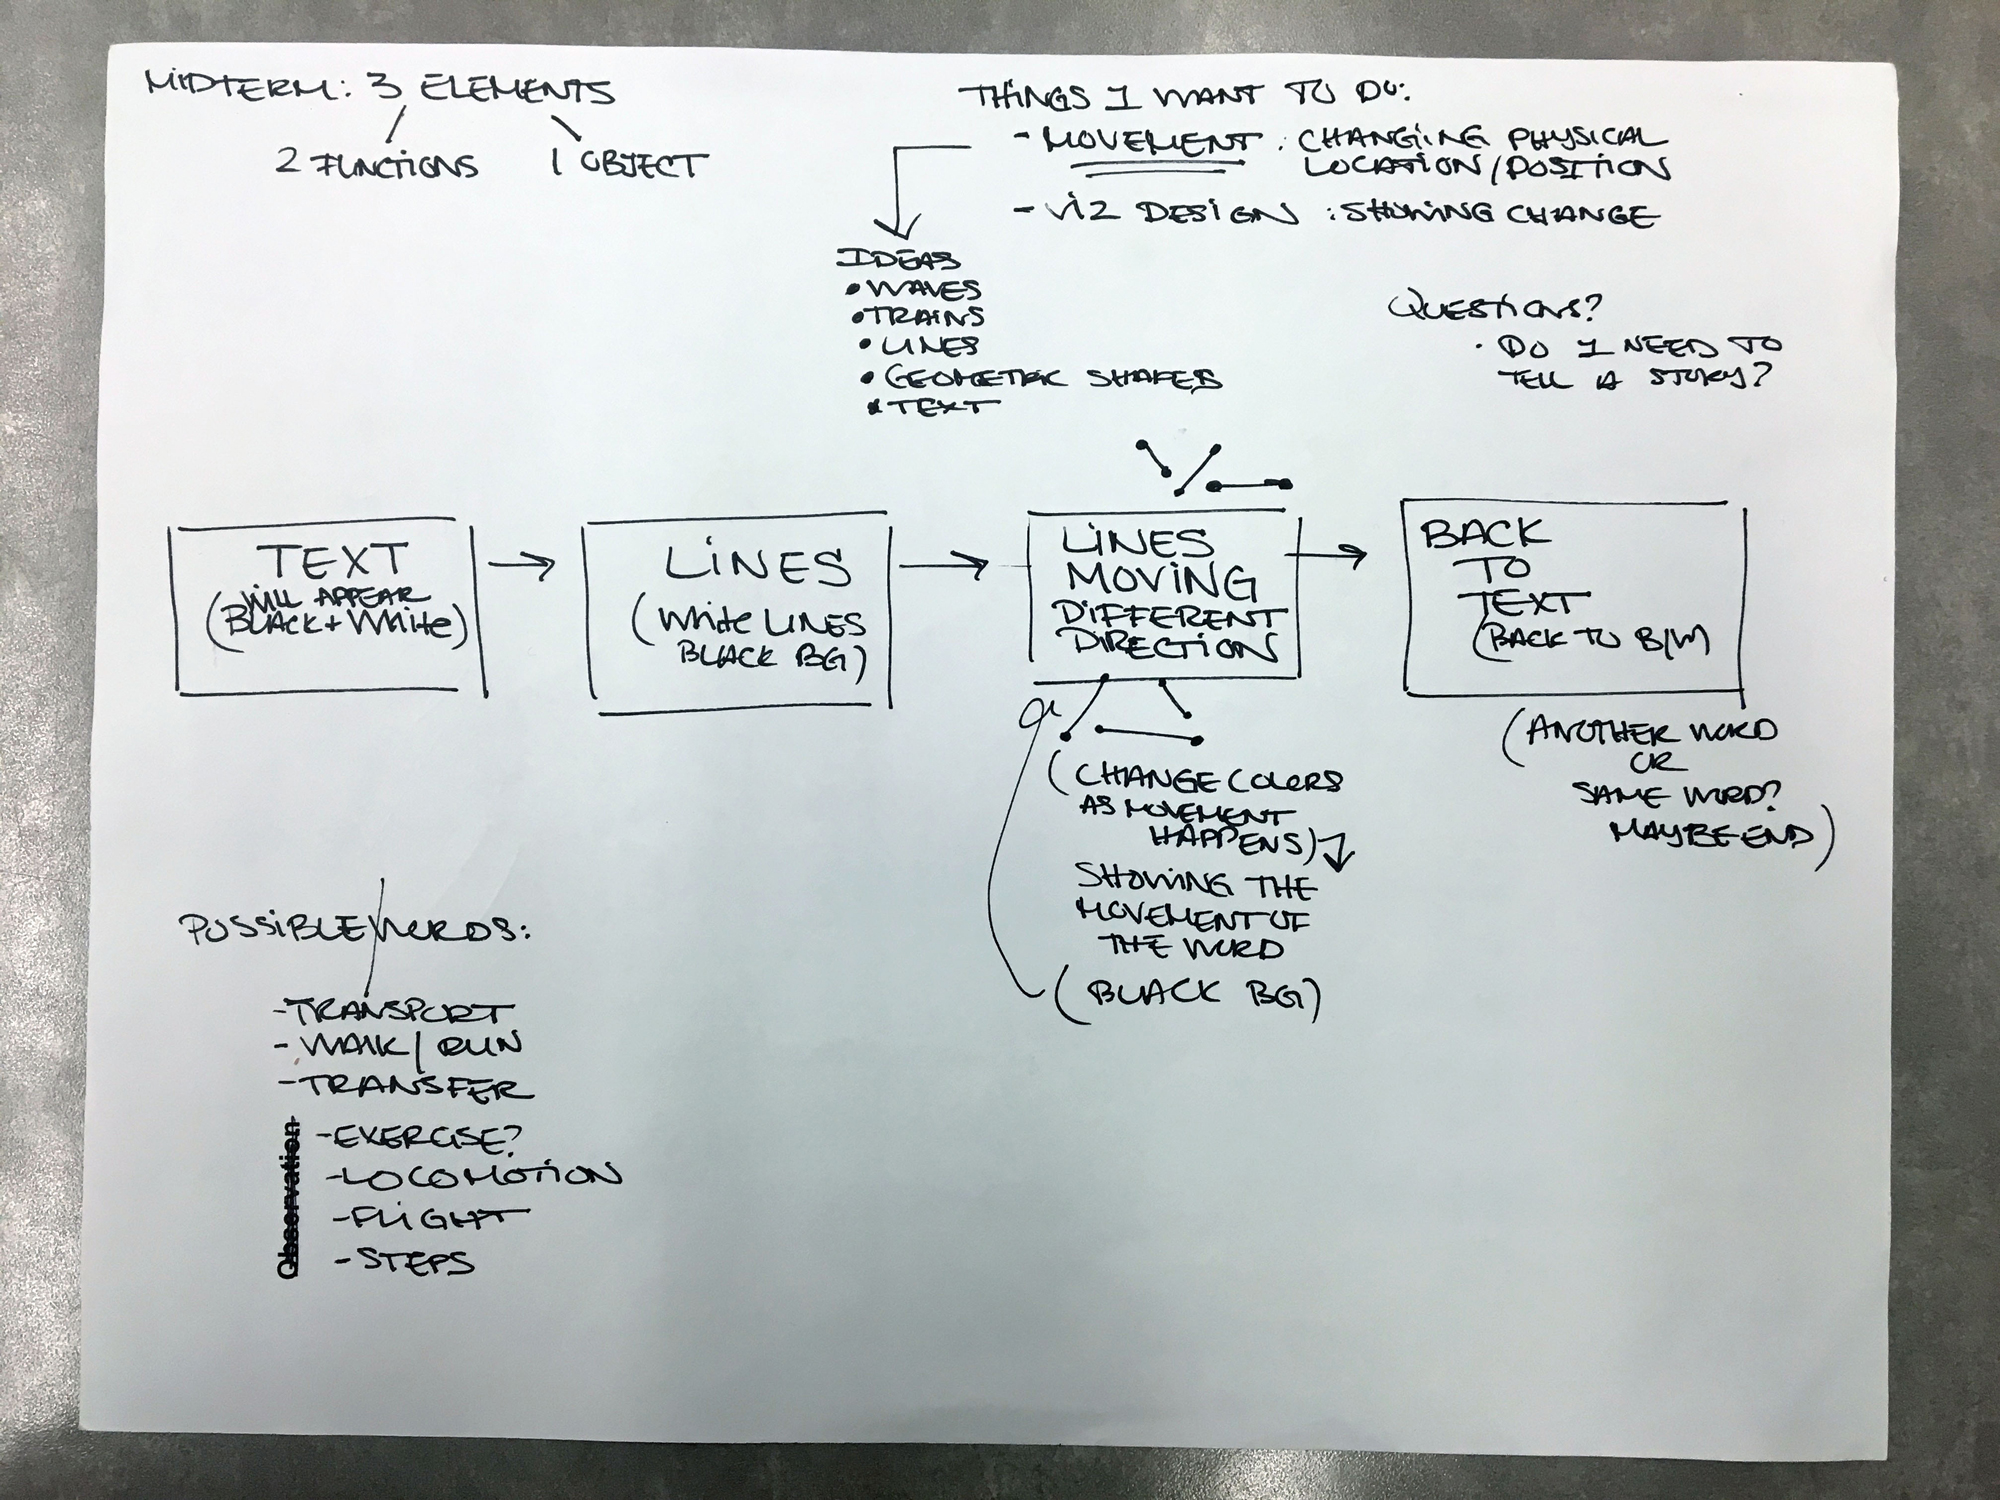 MIDTERM: 3 ELEMENTS
2 FUNCTIONS 1 OBJECT
THINGS I WANT TO DO:
- MOVEMENT : CHANGING PHYSICAL
LOCATION/POSITION
- VIZ DESIGN : SHOWING CHANGE
IDEAS
• WAVES
• TRAINS
• LINES
• GEOMETRIC SHAPES
• TEXT
QUESTIONS?
• DO I NEED TO
TELL A STORY?
TEXT
(WILL APPEAR
BLACK + White)
LINES
(White LINES
BLACK BG)
LINES
MOVING
DIFFERENT
DIRECTION
BACK
TO
TEXT
(BACK TO B/W)
(CHANGE COLORS
AS MOVEMENT
HAPPENS)
SHOWING THE
MOVEMENT OF
THE WORD
(BLACK BG)
(ANOTHER WORD
OR
SAME WORD?
MAYBE END)
POSSIBLE WORDS:
- TRANSPORT
- WALK / RUN
- TRANSFER
- EXERCISE?
- LOCOMOTION
- FLIGHT
- STEPS
Observation